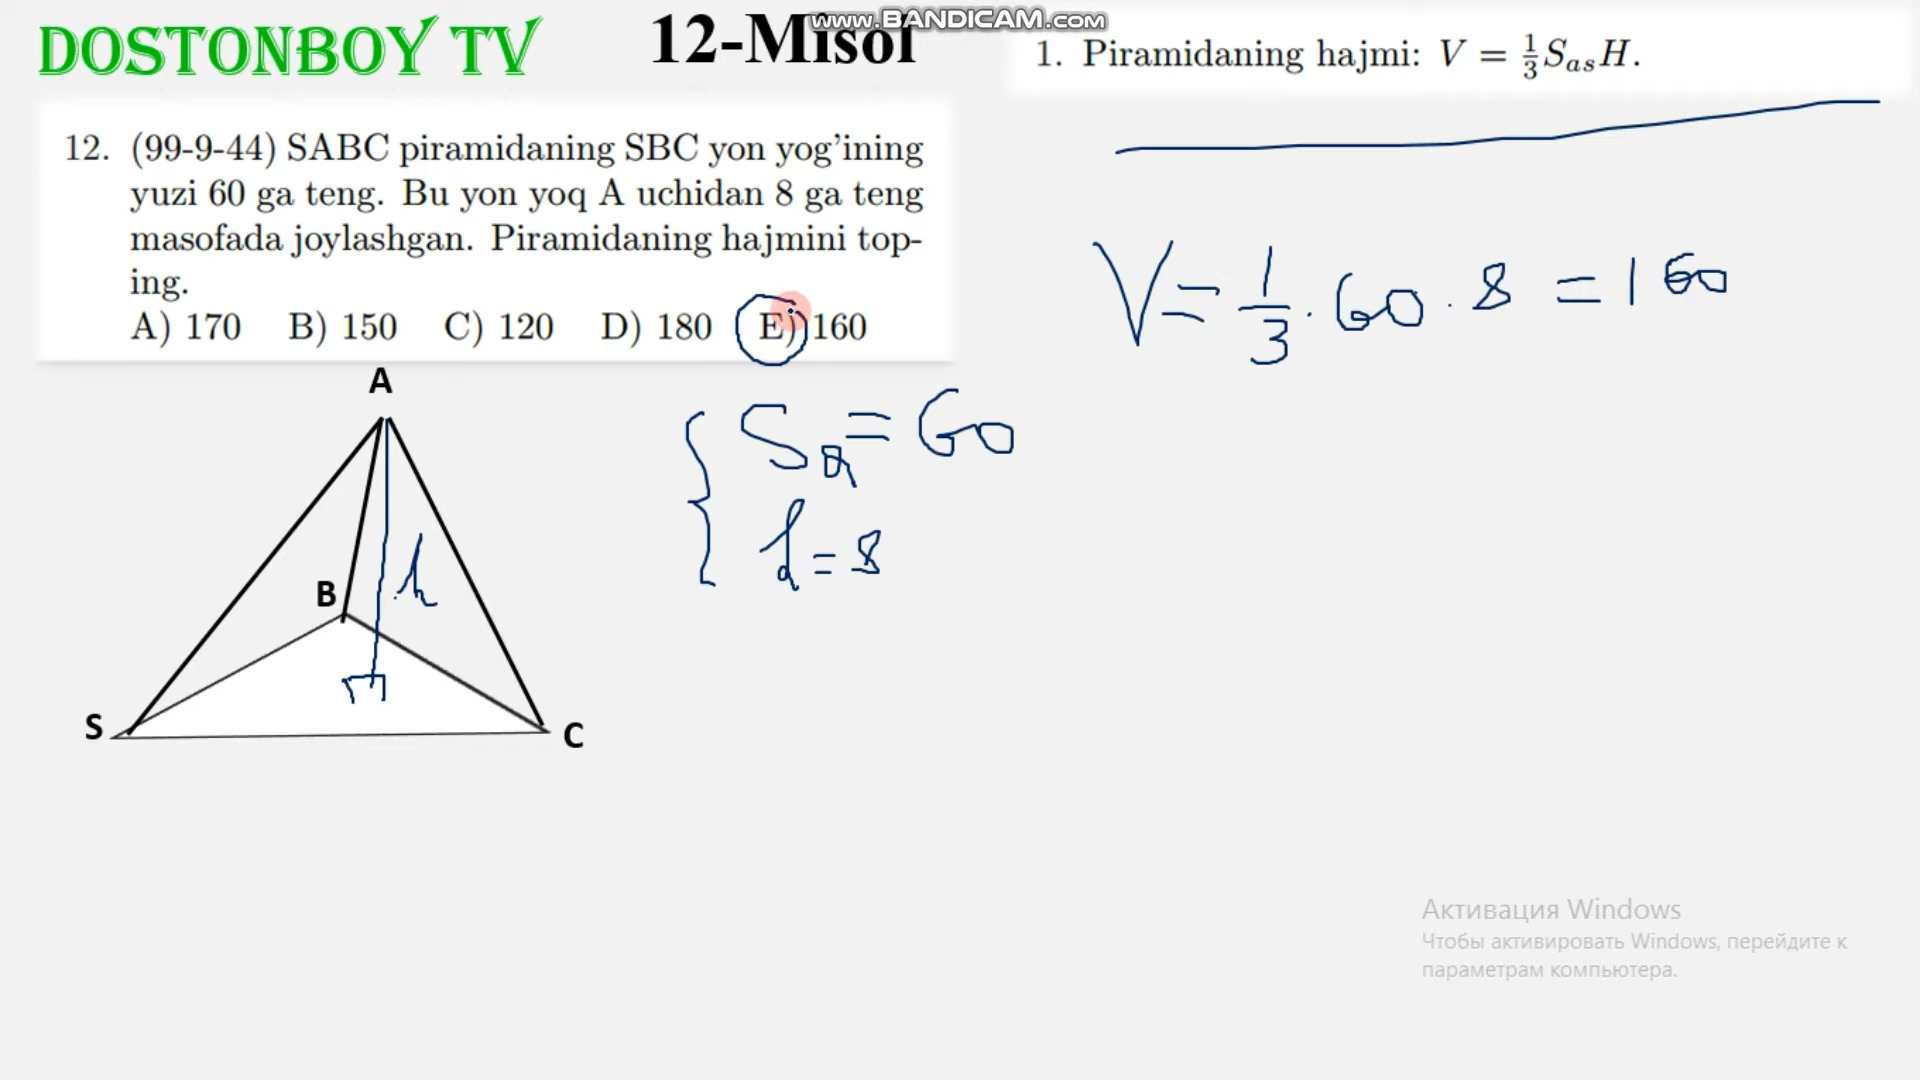 DOSTONBOY TV
12-Misol
www.BANDICAM.com
1. Piramidaning hajmi: V = 1/3 S_as H.
12. (99-9-44) SABC piramidaning SBC yon yog'ining
yuzi 60 ga teng. Bu yon yoq A uchidan 8 ga teng
masofada joylashgan. Piramidaning hajmini top-
ing.
A) 170 B) 150 C) 120 D) 180 E) 160
V = 1/3 · 60 · 8 = 160
A
S_a = 60
h = 8
h
B
S
C
Активация Windows
Чтобы активировать Windows, перейдите к
параметрам компьютера.